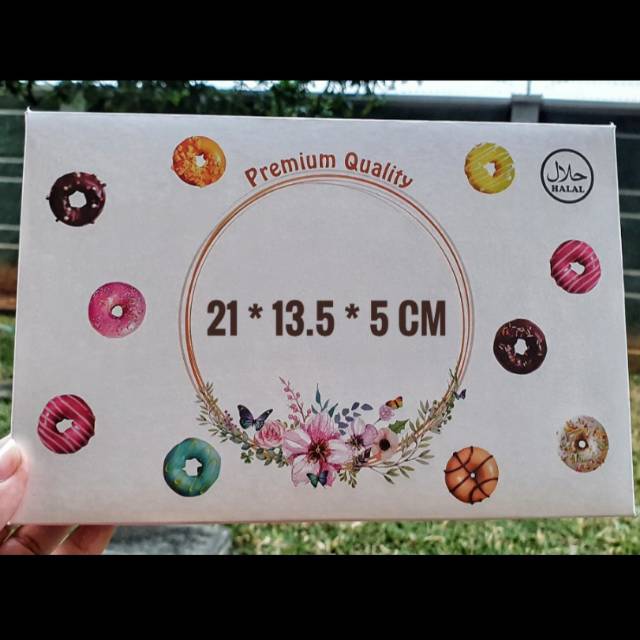 Premium Quality
حلال
HALAL
21 * 13.5 * 5 CM